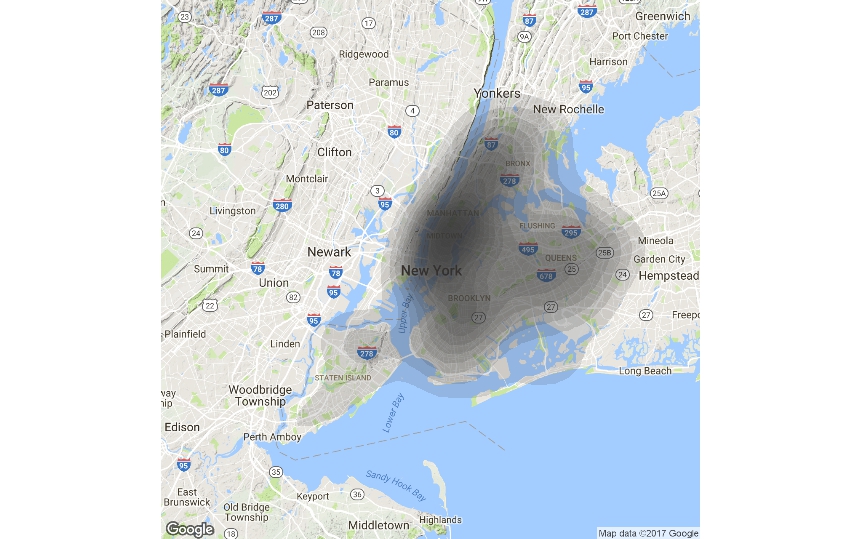 23
287
87
287
Greenwich
17
208
9A
Port Chester
Ridgewood
Harrison
287
202
Paramus
95
Yonkers
Paterson
4
New Rochelle
80
80
Clifton
87
BRONX
Montclair
3
278
25A
280
95
Livingston
MANHATTAN
24
FLUSHING
295
MIDTOWN
Mineola
Newark
495
25B
QUEENS
Garden City
Summit
78
78
New York
25
24
Hempstead
Union
678
95
82
BROOKLYN
22
Upper Bay
27
27
27
Freep
95
Plainfield
Linden
278
Long Beach
STATEN ISLAND
way
nip
Woodbridge
Township
Lower Bay
Edison
Perth Amboy
95
35
Sandy Hook Bay
East
Brunswick
Keyport
36
Old Bridge
Township
Highlands
Middletown
18
Google
Map data ©2017 Google